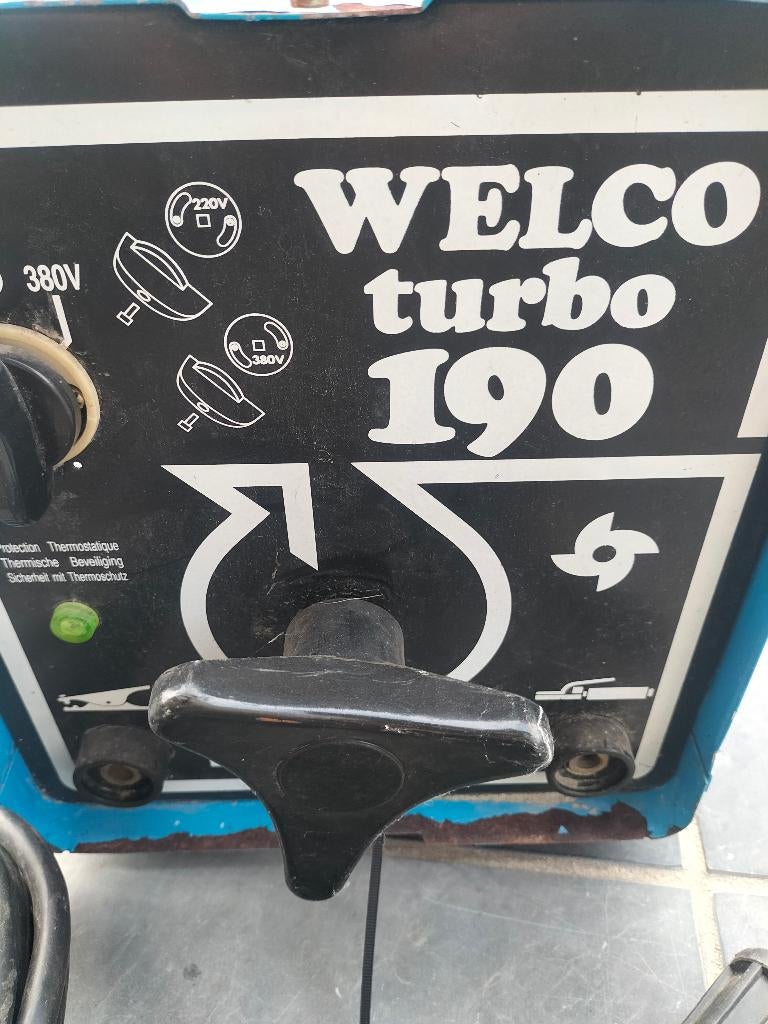 WELCO
turbo
190
220V
380V
380V
Protection Thermostatique
Thermische Beveiliging
Sicherheit mit Thermoschutz